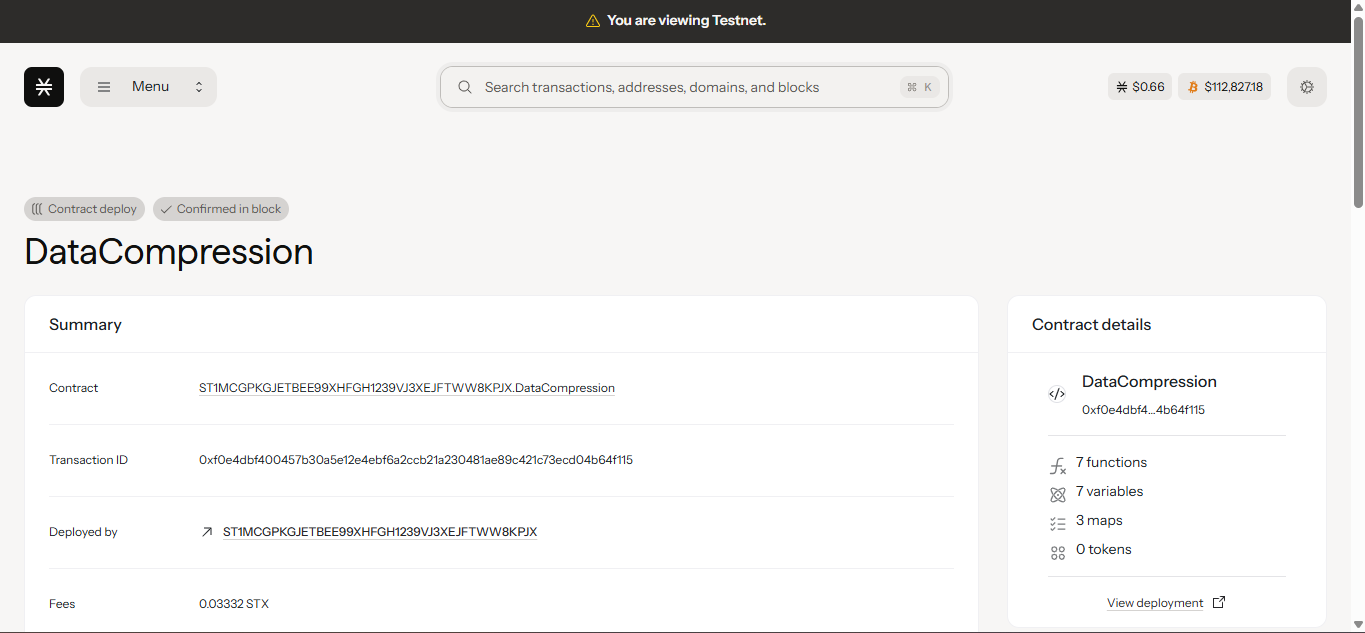 You are viewing Testnet.
Menu
Search transactions, addresses, domains, and blocks
⌘ K
$0.66
$112,827.18
Contract deploy
Confirmed in block
DataCompression
Summary
Contract
ST1MCGPKGJETBEE99XHFGH1239VJ3XEJFTWW8KPJX.DataCompression
Transaction ID
0xf0e4dbf400457b30a5e12e4ebf6a2ccb21a230481ae89c421c73ecd04b64f115
Deployed by
ST1MCGPKGJETBEE99XHFGH1239VJ3XEJFTWW8KPJX
Fees
0.03332 STX
Contract details
DataCompression
0xf0e4dbf4…4b64f115
7 functions
7 variables
3 maps
0 tokens
View deployment